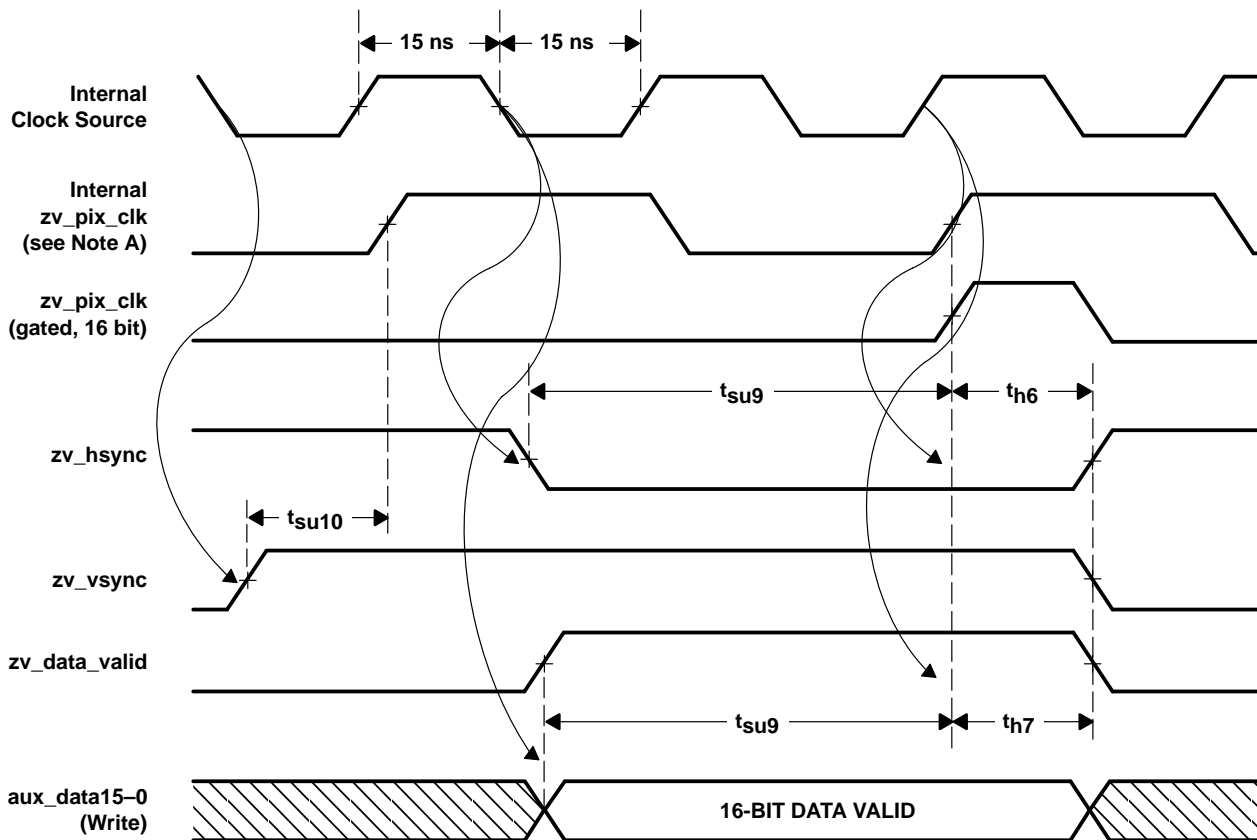 15 ns
15 ns
Internal
Clock Source
Internal
zv_pix_clk
(see Note A)
zv_pix_clk
(gated, 16 bit)
tsu9
th6
zv_hsync
tsu10
zv_vsync
zv_data_valid
tsu9
th7
aux_data15–0
(Write)
16-BIT DATA VALID